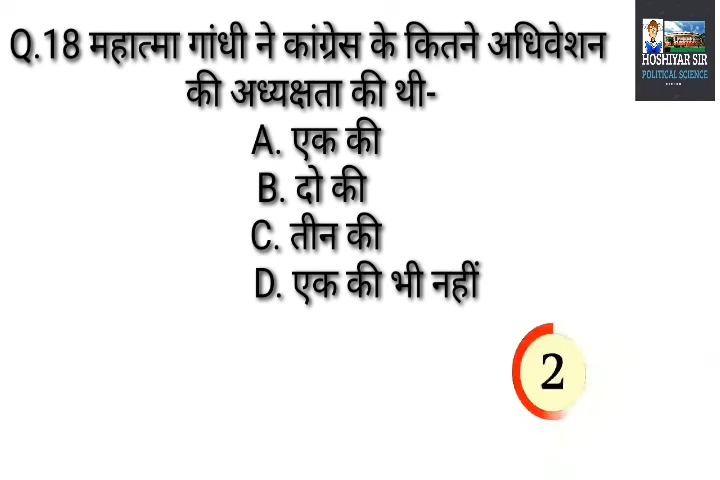 Q.18 महात्मा गांधी ने कांग्रेस के कितने अधिवेशन
की अध्यक्षता की थी-
A. एक की
B. दो की
C. तीन की
D. एक की भी नहीं
HOSHIYAR SIR
POLITICAL SCIENCE
2